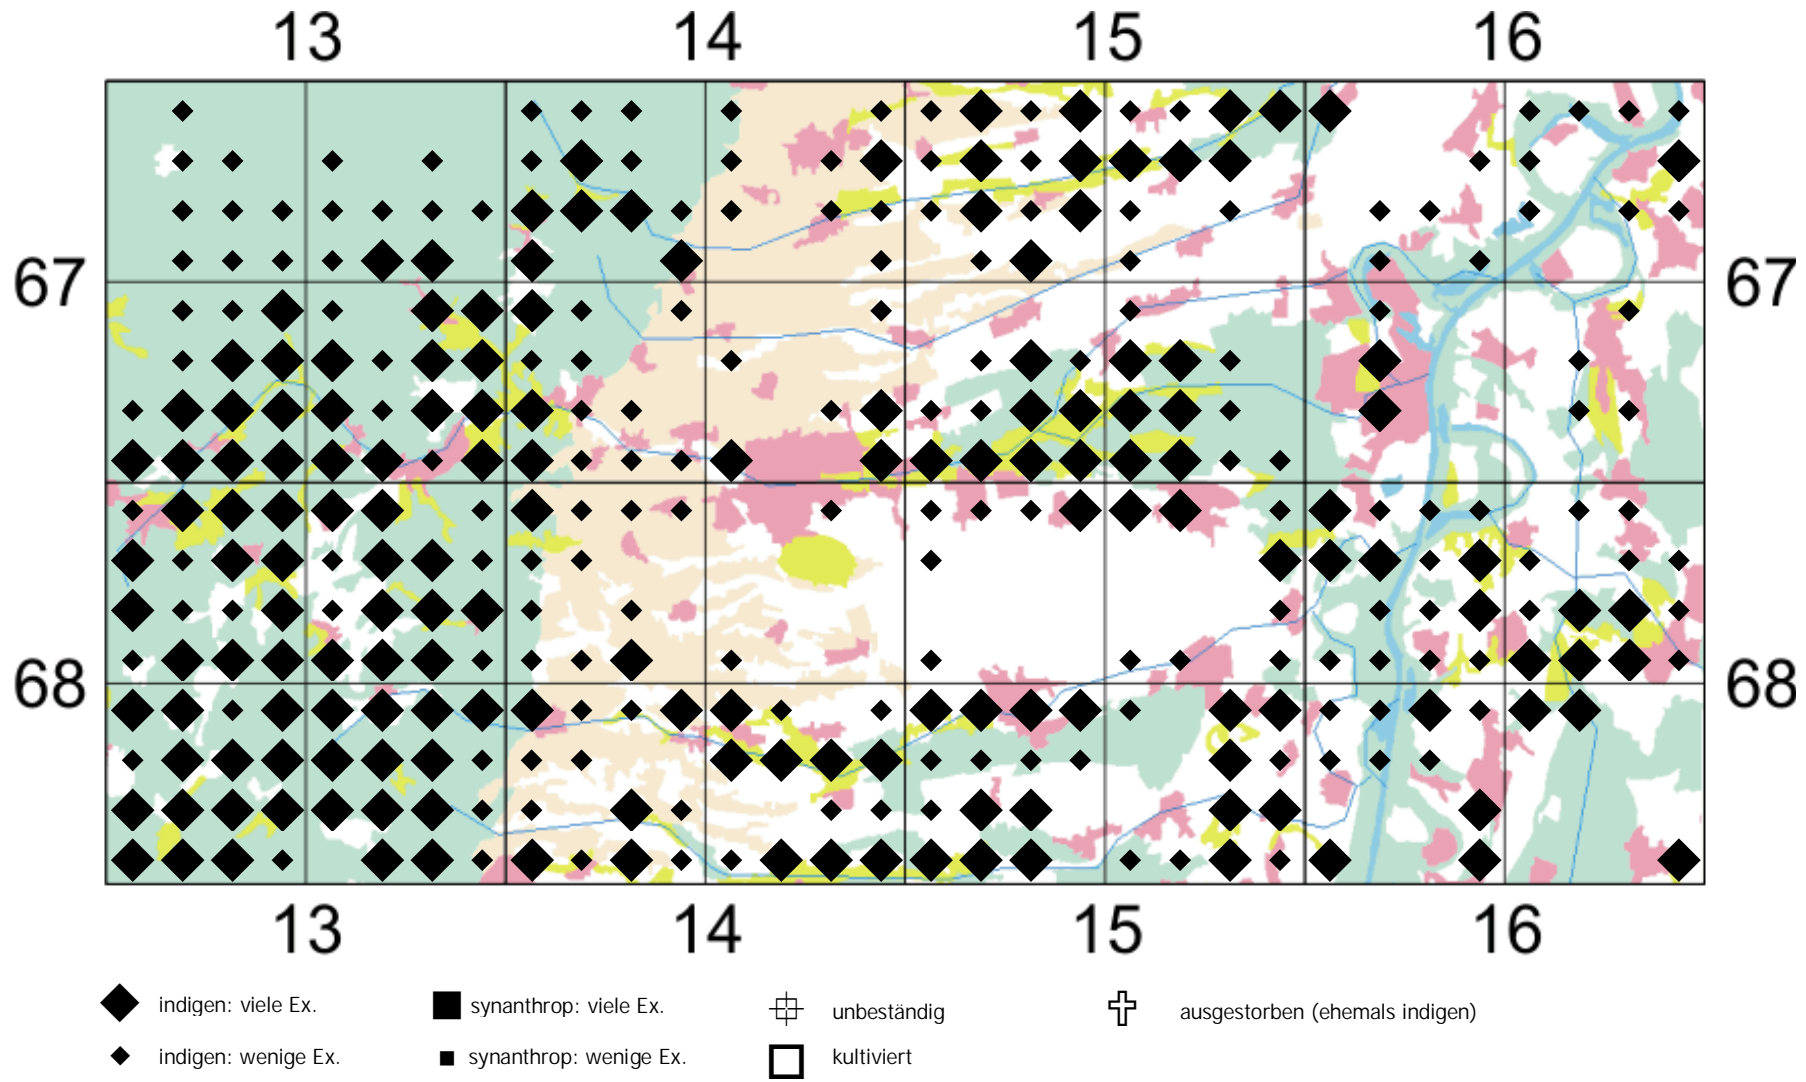 13 14 15 16
67 67
68 68
13 14 15 16
indigen: viele Ex. synanthrop: viele Ex. unbeständig ausgestorben (ehemals indigen)
indigen: wenige Ex. synanthrop: wenige Ex. kultiviert